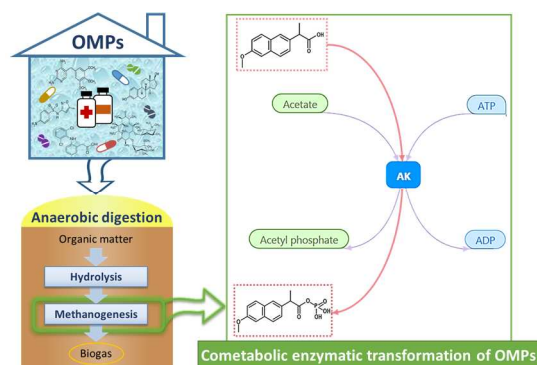 OMPs
Anaerobic digestion
Organic matter
Hydrolysis
Methanogenesis
Biogas
Acetate
ATP
AK
Acetyl phosphate
ADP
Cometabolic enzymatic transformation of OMPs